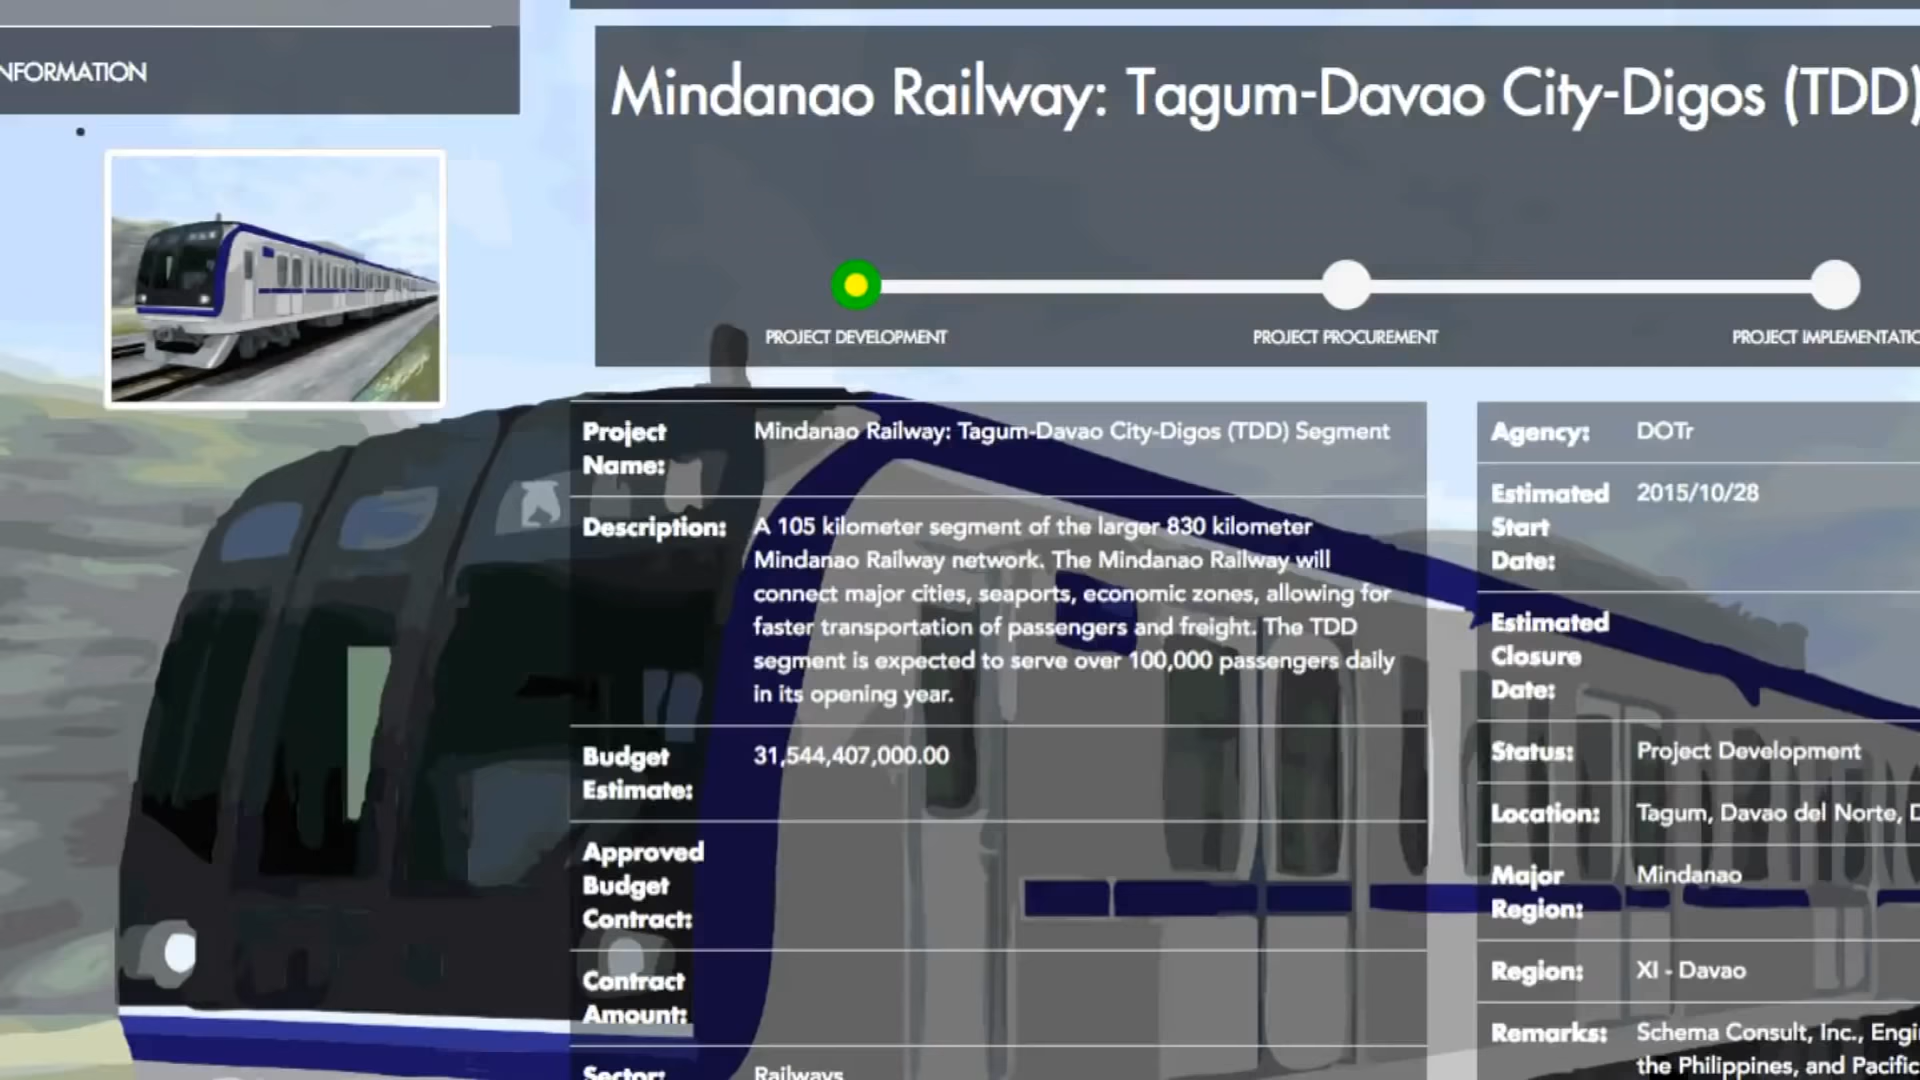 NFORMATION
Mindanao Railway: Tagum-Davao City-Digos (TDD)
PROJECT DEVELOPMENT
PROJECT PROCUREMENT
PROJECT IMPLEMENTATIO
Project Name:
Mindanao Railway: Tagum-Davao City-Digos (TDD) Segment
Description:
A 105 kilometer segment of the larger 830 kilometer
Mindanao Railway network. The Mindanao Railway will
connect major cities, seaports, economic zones, allowing for
faster transportation of passengers and freight. The TDD
segment is expected to serve over 100,000 passengers daily
in its opening year.
Budget
Estimate:
31,544,407,000.00
Approved
Budget
Contract:
Contract
Amount:
Sector:
Railways
Agency:
DOTr
Estimated
Start
Date:
2015/10/28
Estimated
Closure
Date:
Status:
Project Development
Location:
Tagum, Davao del Norte, D
Major
Region:
Mindanao
Region:
XI - Davao
Remarks:
Schema Consult, Inc., Engi
the Philippines, and Pacific